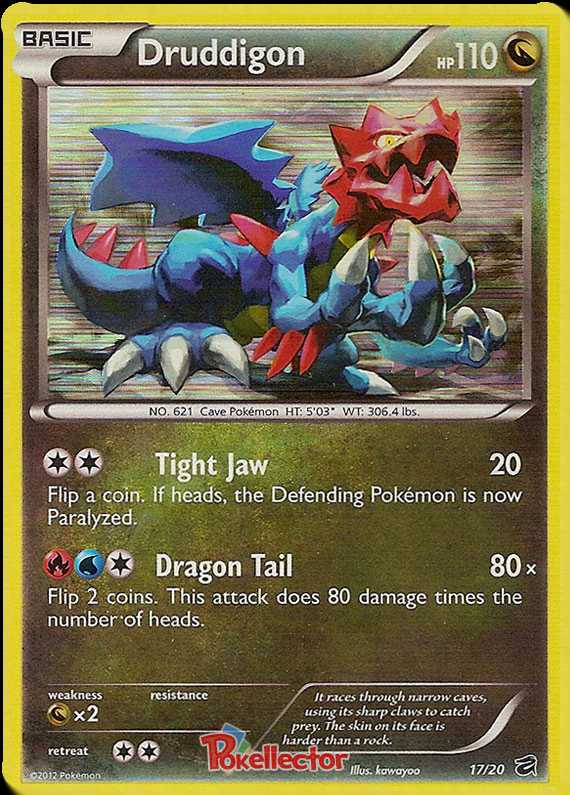 BASIC Druddigon HP110
NO. 621 Cave Pokémon HT: 5'03" WT: 306.4 lbs.
Tight Jaw 20
Flip a coin. If heads, the Defending Pokémon is now
Paralyzed.
Dragon Tail 80×
Flip 2 coins. This attack does 80 damage times the
number of heads.
weakness resistance
×2
retreat
It races through narrow caves,
using its sharp claws to catch
prey. The skin on its face is
harder than a rock.
Pokellector
©2012 Pokémon Illus. kawayoo 17/20